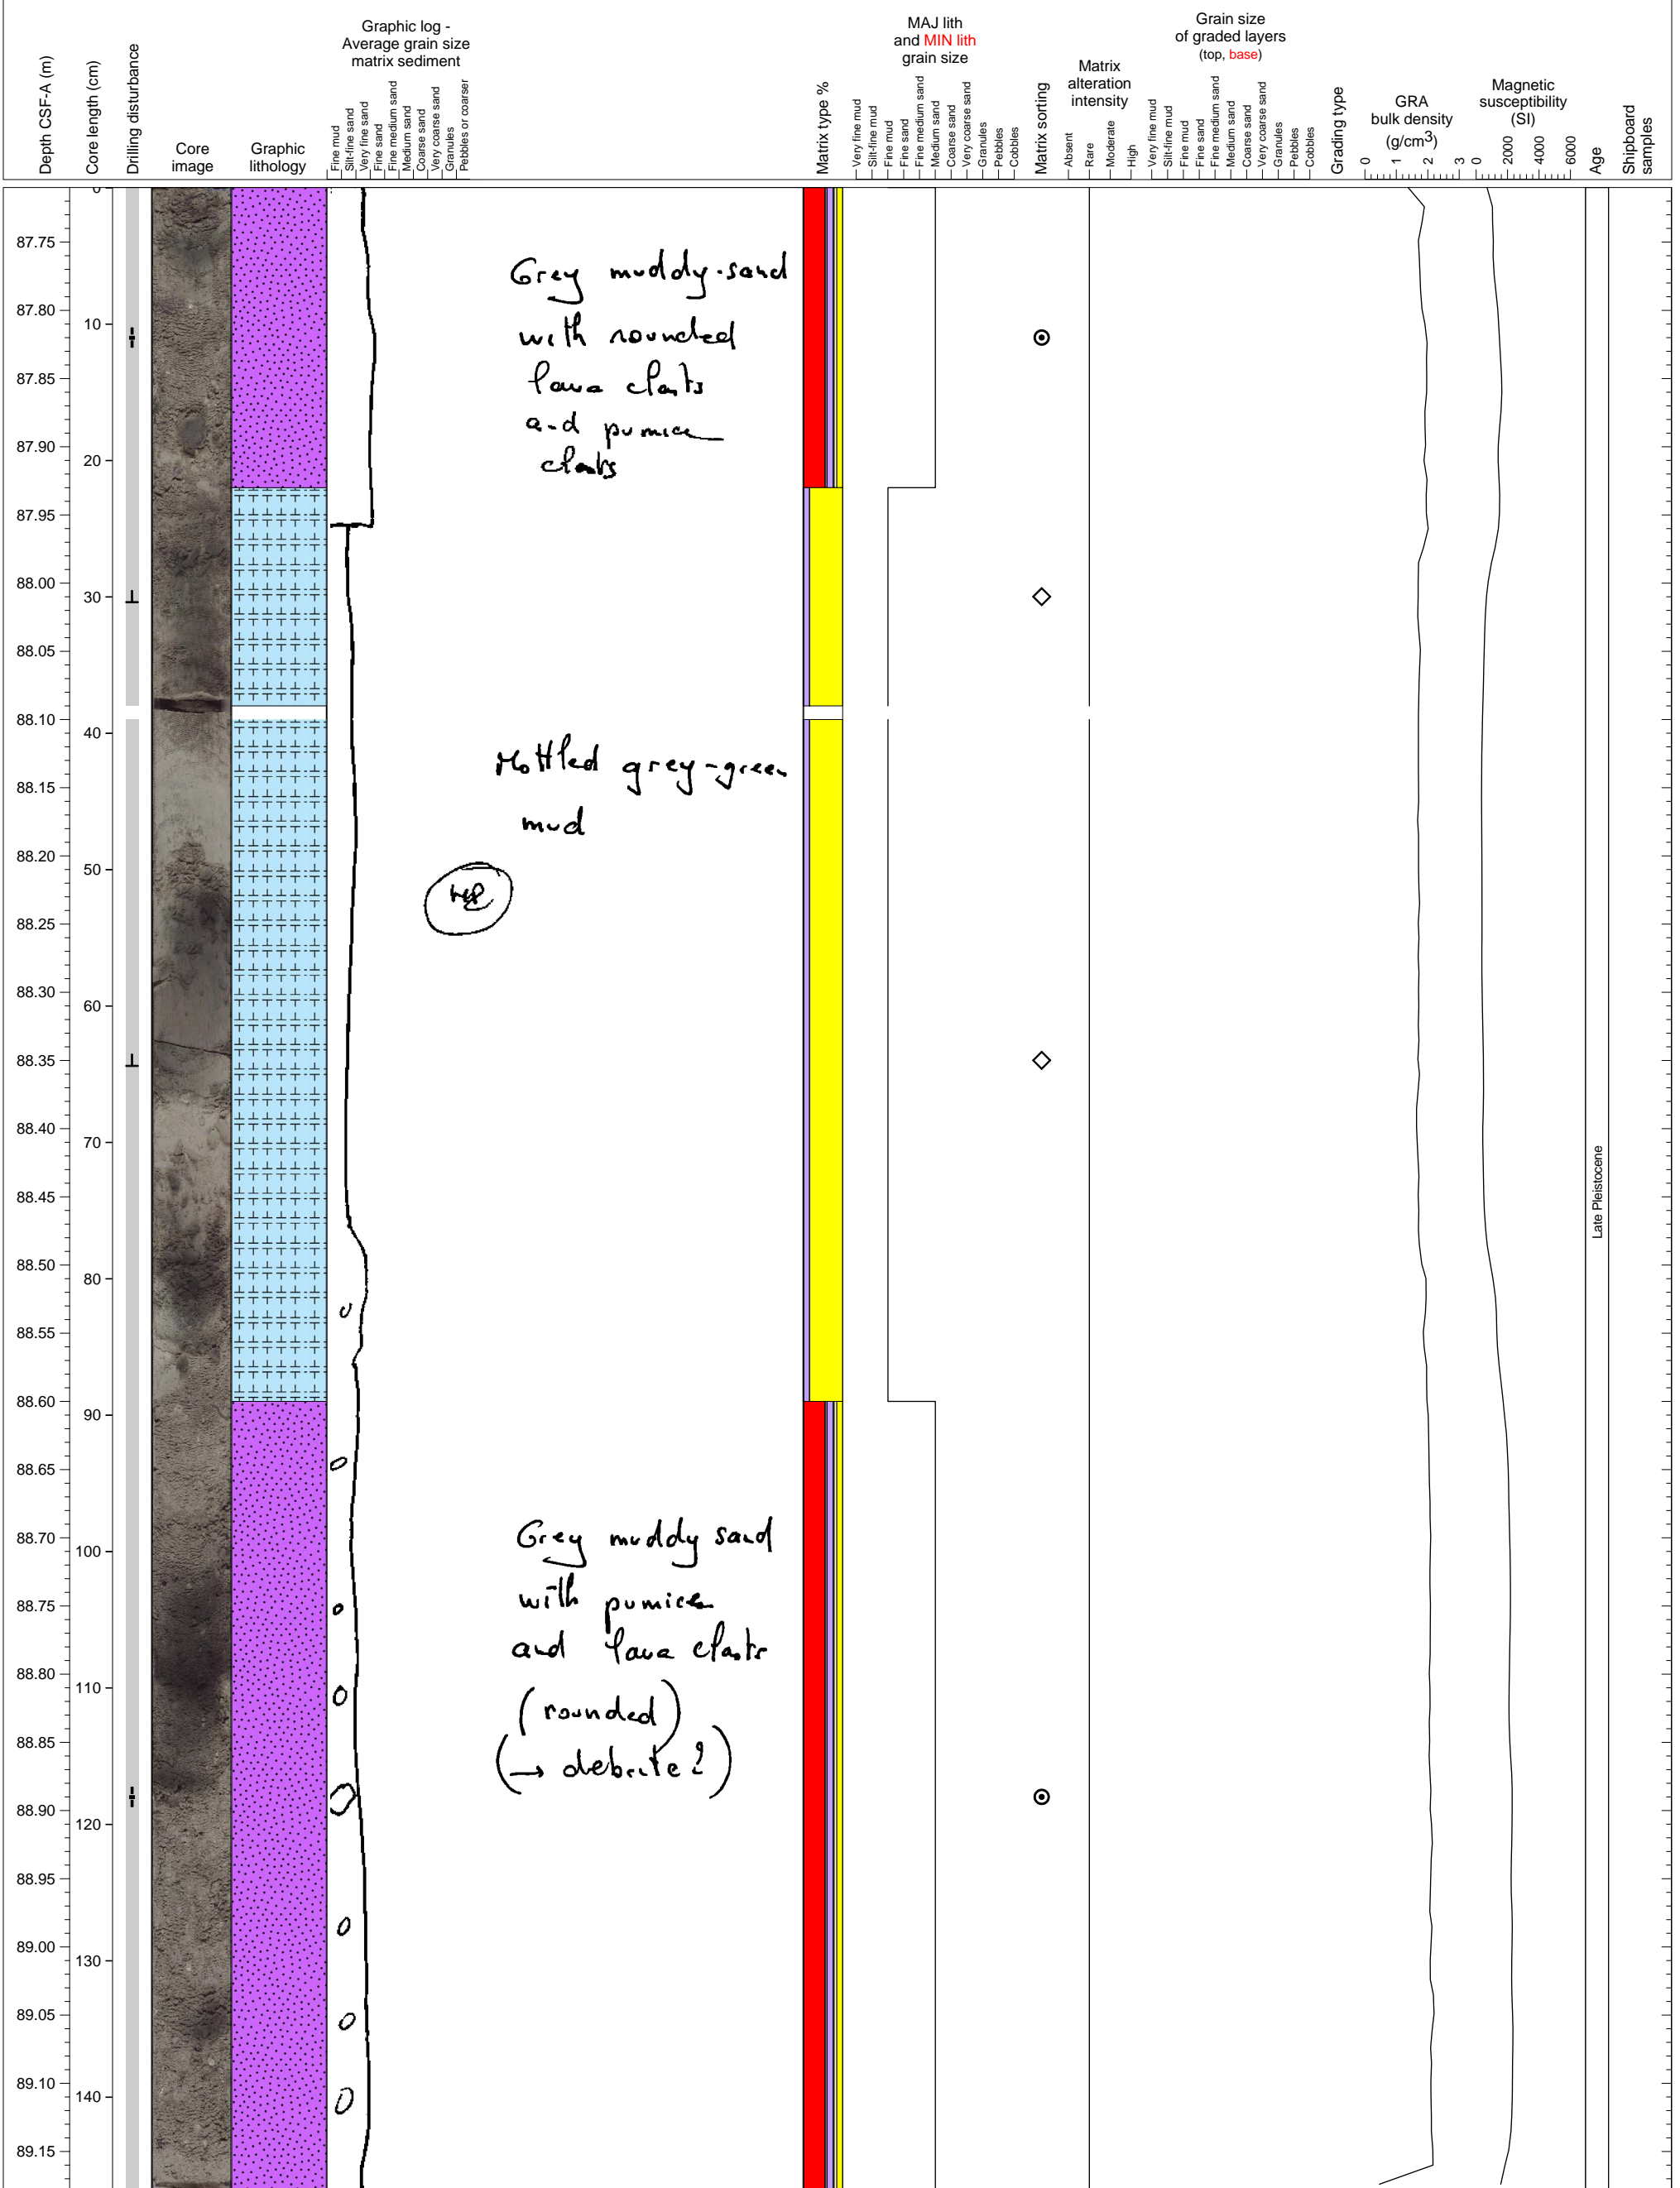 Graphic log -
Average grain size
matrix sediment
MAJ lith
and MIN lith
grain size
Grain size
of graded layers
(top, base)
Matrix
alteration
intensity
GRA
bulk density
(g/cm3)
Magnetic
susceptibility
(SI)
Depth CSF-A (m)
Core length (cm)
Drilling disturbance
Core
image
Graphic
lithology
Fine mud
Silt-fine sand
Very fine sand
Fine sand
Fine medium sand
Medium sand
Coarse sand
Very coarse sand
Granules
Pebbles or coarser
Matrix type %
Very fine mud
Silt-fine mud
Fine mud
Fine sand
Fine medium sand
Medium sand
Coarse sand
Very coarse sand
Granules
Pebbles
Cobbles
Matrix sorting
Absent
Rare
Moderate
High
Very fine mud
Silt-fine mud
Fine mud
Fine sand
Fine medium sand
Medium sand
Coarse sand
Very coarse sand
Granules
Pebbles
Cobbles
Grading type
0 1 2 3
0 2000 4000 6000
Age
Shipboard
samples
0
87.75
87.80
10
87.85
87.90
20
87.95
88.00
30
88.05
88.10
40
88.15
88.20
50
88.25
88.30
60
88.35
88.40
70
88.45
88.50
80
88.55
88.60
90
88.65
88.70
100
88.75
88.80
110
88.85
88.90
120
88.95
89.00
130
89.05
89.10
140
89.15
Grey muddy-sand
with rounded
lava clasts
and pumice
clasts
Mottled grey-green
mud
Grey muddy sand
with pumice
and lava clasts
(rounded)
(→ debrite?)
Late Pleistocene